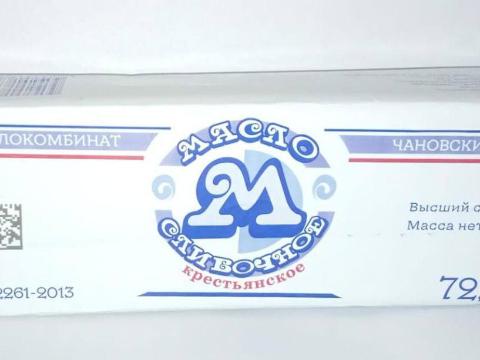 ЛОКОМБИНАТ
МАСЛО
М
СЛИВОЧНОЕ
крестьянское
ЧАНОВСКИ
Высший с
Масса нет
2261-2013
72,